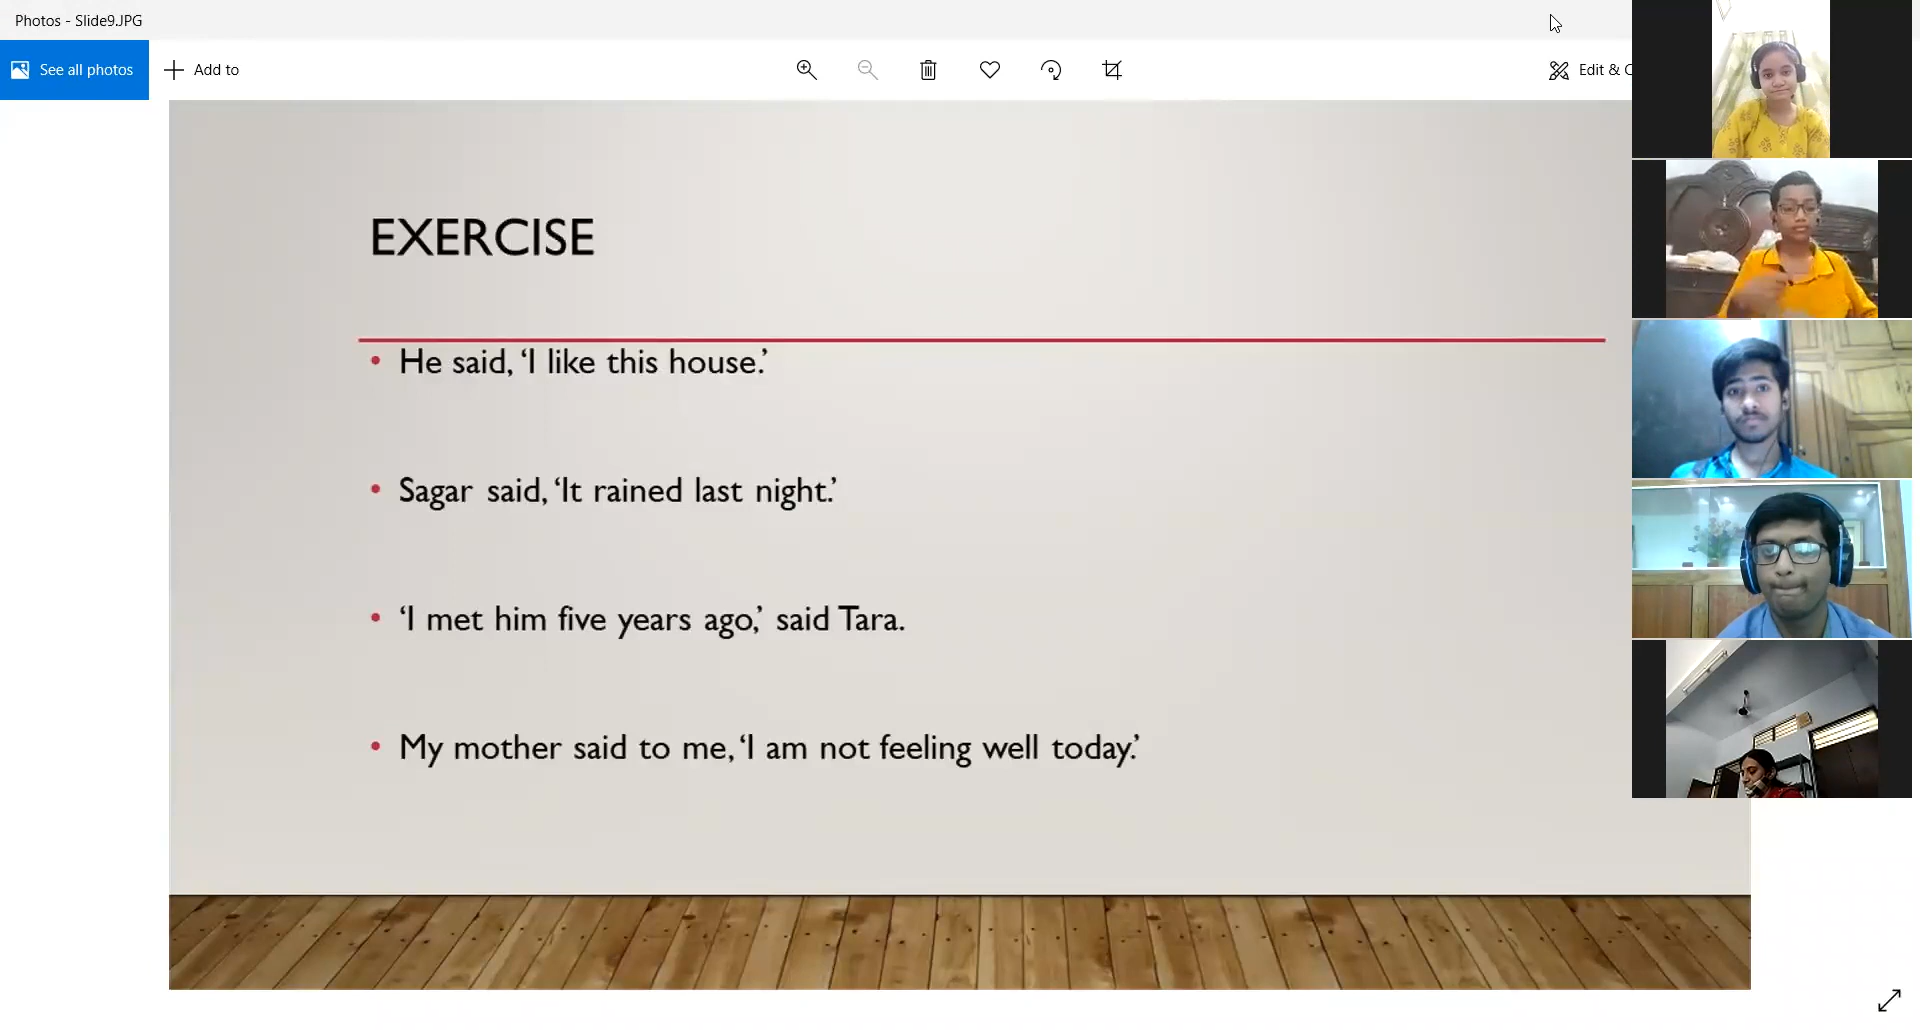 Photos - Slide9.JPG
See all photos
Add to
Edit & C
EXERCISE
• He said, ‘I like this house.’
• Sagar said, ‘It rained last night.’
• ‘I met him five years ago,’ said Tara.
• My mother said to me, ‘I am not feeling well today.’